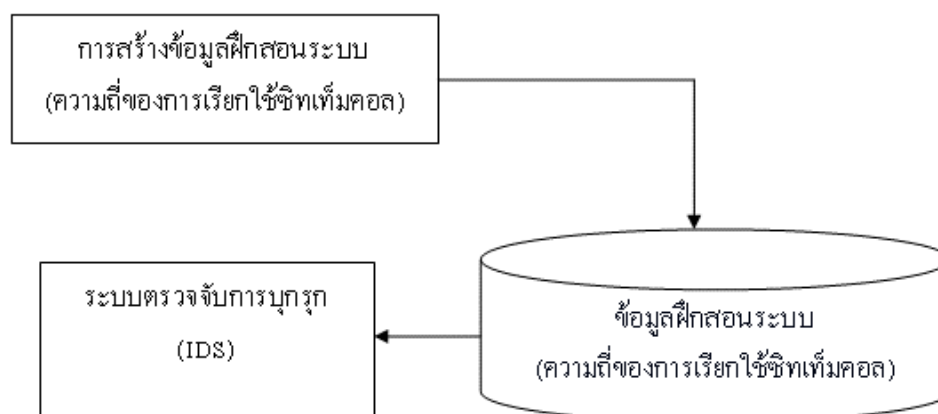 การสร้างข้อมูลฝึกสอนระบบ
(ความถี่ของการเรียกใช้ซิทเท็มคอล)
ระบบตรวจจับการบุกรุก
(IDS)
ข้อมูลฝึกสอนระบบ
(ความถี่ของการเรียกใช้ซิทเท็มคอล)